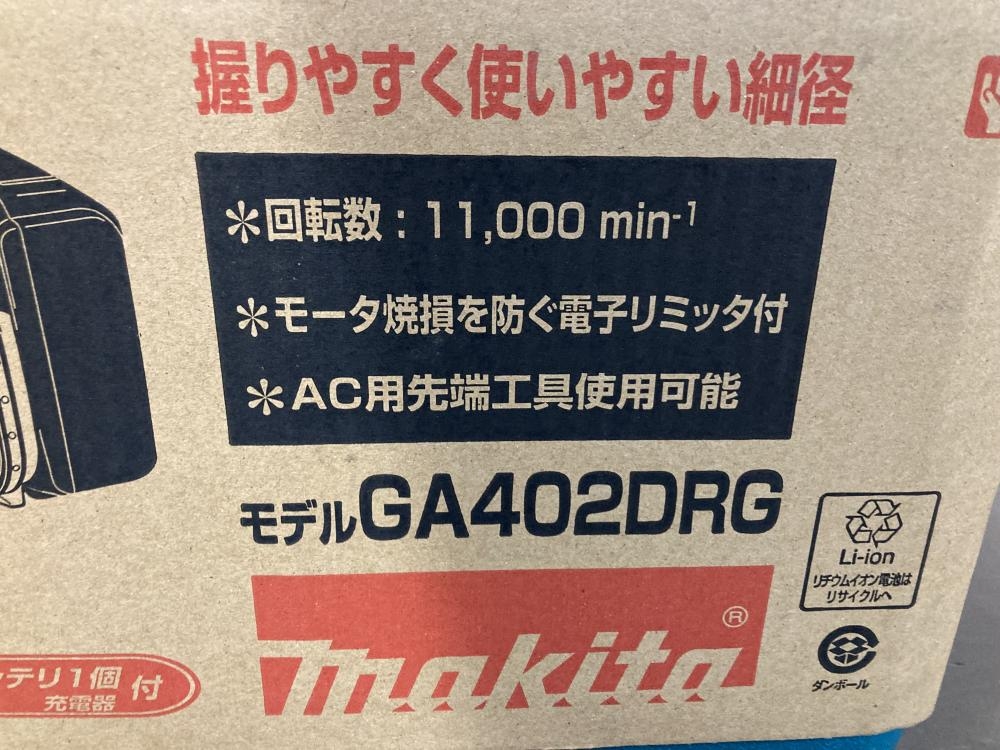 握りやすく使いやすい細径
＊回転数：11,000 min-1
＊モータ焼損を防ぐ電子リミッタ付
＊AC用先端工具使用可能
モデルGA402DRG
Li-ion
リチウムイオン電池は
リサイクルへ
makita®
ダンボール
テリ1個
充電器
付